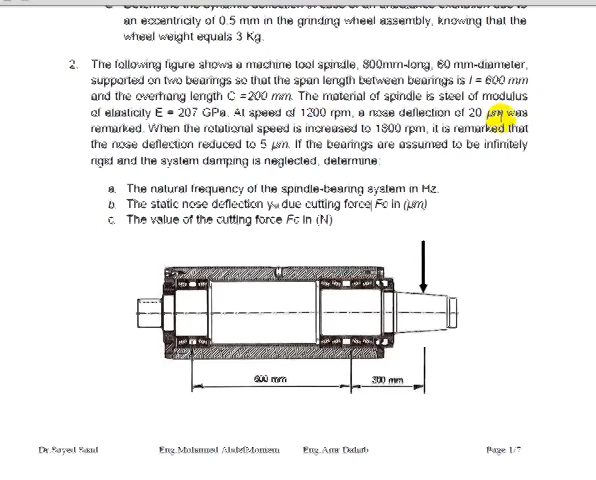 an eccentricity of 0.5 mm in the grinding wheel assembly, knowing that the
wheel weight equals 3 Kg.
2. The following figure shows a machine tool spindle, 800mm-long, 60 mm-diameter,
supported on two bearings so that the span length between bearings is l = 600 mm
and the overhang length C =200 mm. The material of spindle is steel of modulus
of elasticity E = 207 GPa. At speed of 1200 rpm, a nose deflection of 20 μm was
remarked. When the rotational speed is increased to 1800 rpm, it is remarked that
the nose deflection reduced to 5 μm. If the bearings are assumed to be infinitely
rigid and the system damping is neglected, determine:
a. The natural frequency of the spindle-bearing system in Hz.
b. The static nose deflection yst due cutting force Fc in (μm)
c. The value of the cutting force Fc in (N)
600 mm
200 mm
Dr.Sayed Saad Eng.Mohamed AbdelMomem Eng.Amr Dahab Page 1/7